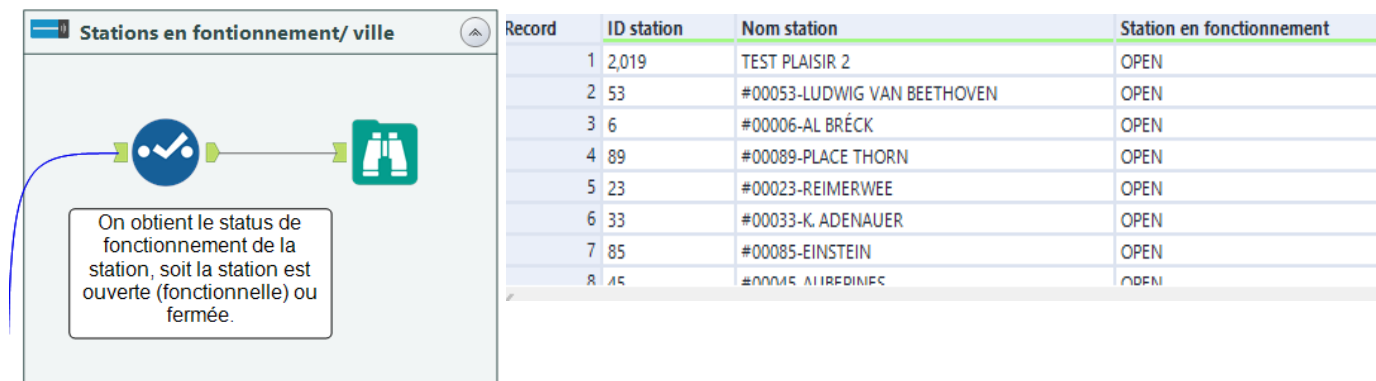 Stations en fontionnement/ ville
On obtient le status de
fonctionnement de la
station, soit la station est
ouverte (fonctionnelle) ou
fermée.
Record ID station Nom station Station en fonctionnement
1 2,019 TEST PLAISIR 2 OPEN
2 53 #00053-LUDWIG VAN BEETHOVEN OPEN
3 6 #00006-AL BRÉCK OPEN
4 89 #00089-PLACE THORN OPEN
5 23 #00023-REIMERWEE OPEN
6 33 #00033-K. ADENAUER OPEN
7 85 #00085-EINSTEIN OPEN
8 45 #00045-AUBEPINES OPEN